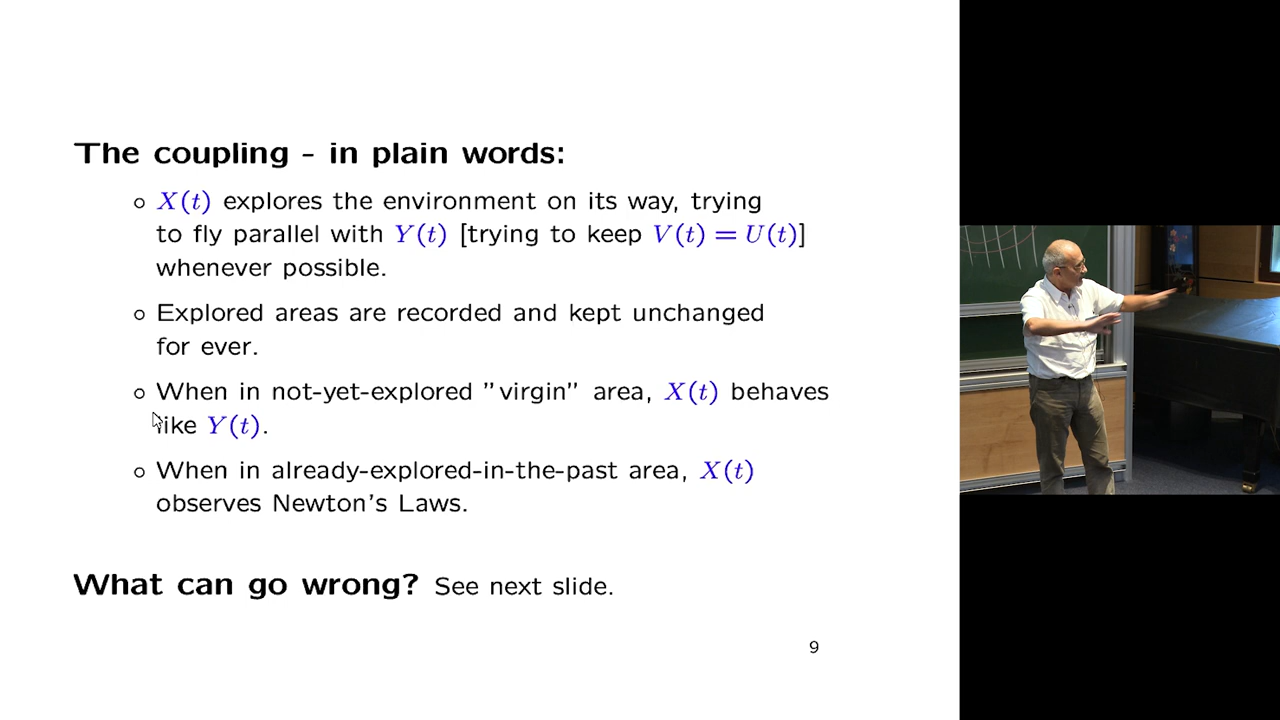 The coupling - in plain words:
◦ X(t) explores the environment on its way, trying
to fly parallel with Y(t) [trying to keep V(t) = U(t)]
whenever possible.
◦ Explored areas are recorded and kept unchanged
for ever.
◦ When in not-yet-explored ”virgin” area, X(t) behaves
like Y(t).
◦ When in already-explored-in-the-past area, X(t)
observes Newton's Laws.
What can go wrong? See next slide.
9